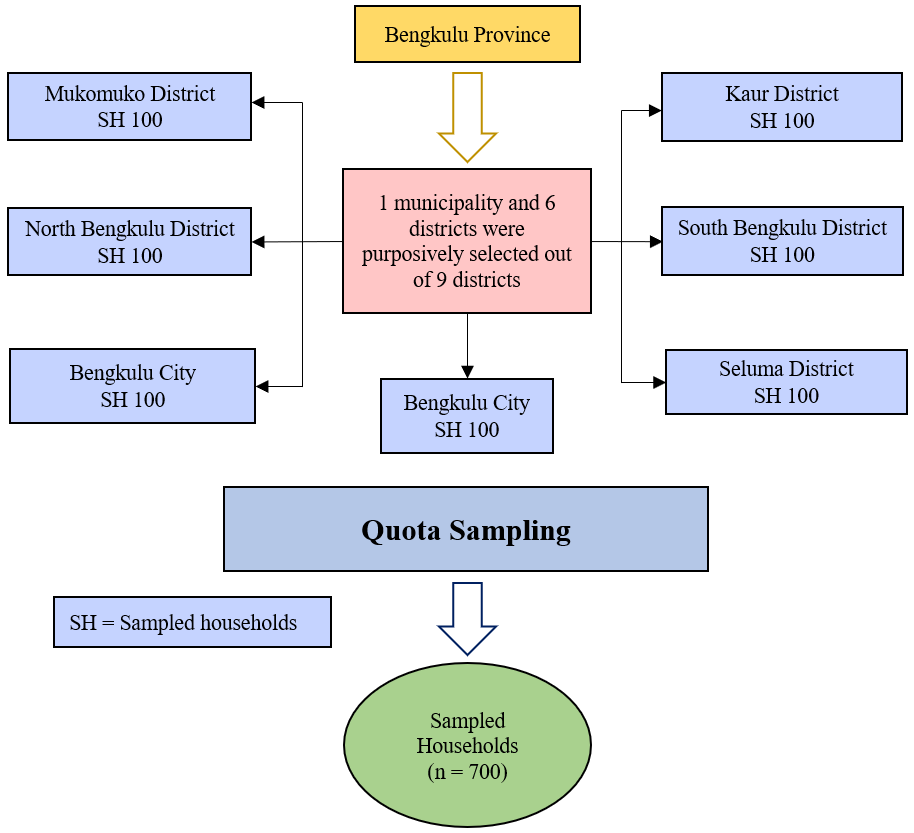 Bengkulu Province
Mukomuko District
SH 100
Kaur District
SH 100
1 municipality and 6
districts were
purposively selected out
of 9 districts
North Bengkulu District
SH 100
South Bengkulu District
SH 100
Bengkulu City
SH 100
Bengkulu City
SH 100
Seluma District
SH 100
Quota Sampling
SH = Sampled households
Sampled
Households
(n = 700)